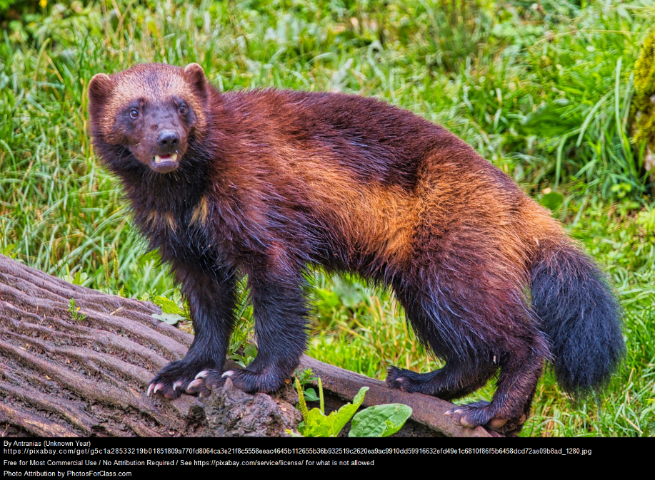 By Antranias (Unknown Year)
https://pixabay.com/get/g5c1a28533219b01851809a770fd8064ca3e21f8c5558eeac4645b112655b36b932519c2620ea9ac9910dd59916632efd49e1c6810f86f5b6458dcd72ac09b8ad_1280.jpg
Free for Most Commercial Use / No Attribution Required / See https://pixabay.com/service/license/ for what is not allowed
Photo Attribution by PhotosForClass.com